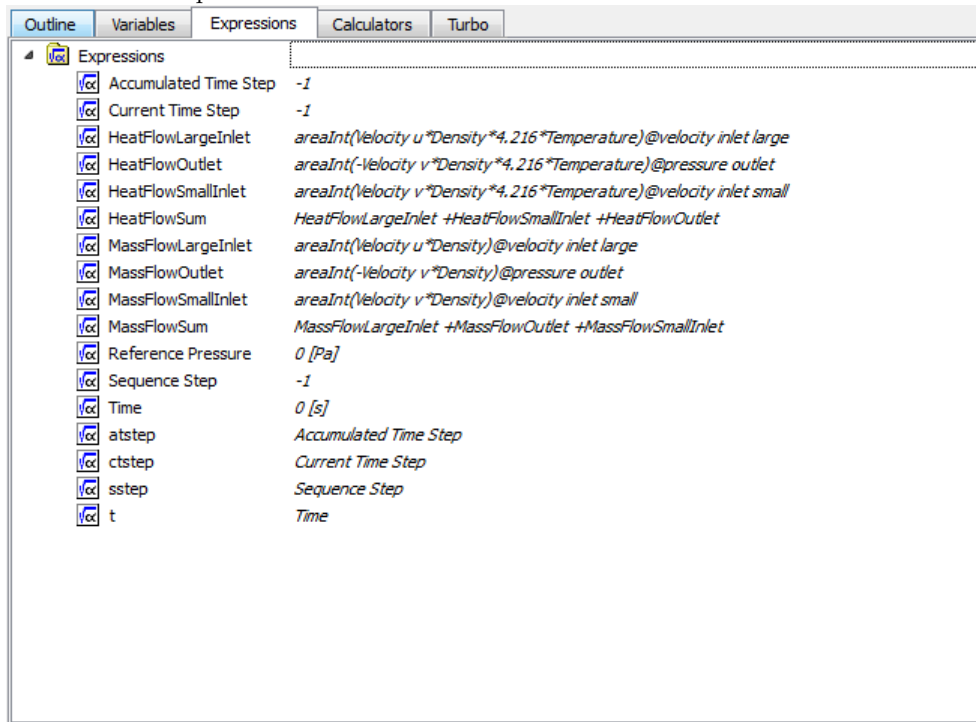 Outline Variables Expressions Calculators Turbo
Expressions
Accumulated Time Step -1
Current Time Step -1
HeatFlowLargeInlet areaInt(Velocity u*Density*4.216*Temperature)@velocity inlet large
HeatFlowOutlet areaInt(-Velocity v*Density*4.216*Temperature)@pressure outlet
HeatFlowSmallInlet areaInt(Velocity v*Density*4.216*Temperature)@velocity inlet small
HeatFlowSum HeatFlowLargeInlet +HeatFlowSmallInlet +HeatFlowOutlet
MassFlowLargeInlet areaInt(Velocity u*Density)@velocity inlet large
MassFlowOutlet areaInt(-Velocity v*Density)@pressure outlet
MassFlowSmallInlet areaInt(Velocity v*Density)@velocity inlet small
MassFlowSum MassFlowLargeInlet +MassFlowOutlet +MassFlowSmallInlet
Reference Pressure 0 [Pa]
Sequence Step -1
Time 0 [s]
atstep Accumulated Time Step
ctstep Current Time Step
sstep Sequence Step
t Time